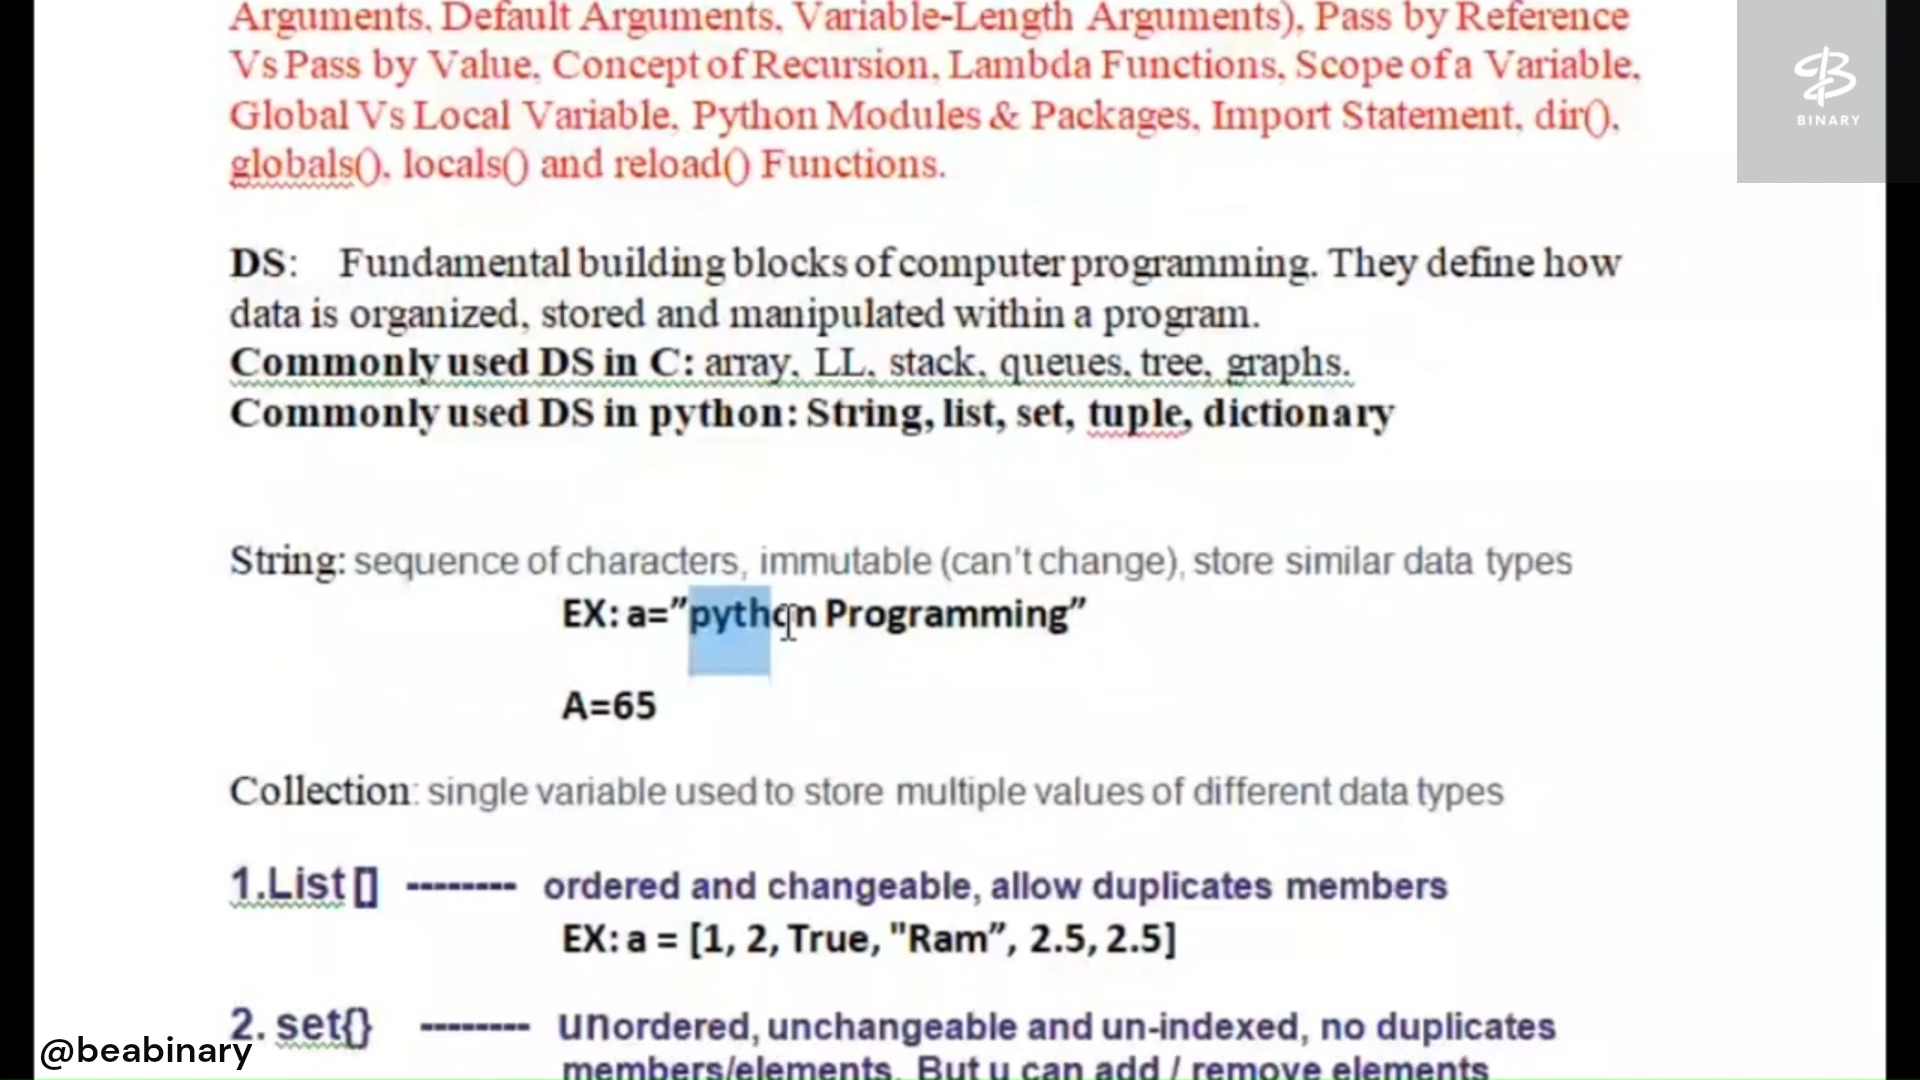 Arguments, Default Arguments, Variable-Length Arguments), Pass by Reference
Vs Pass by Value, Concept of Recursion, Lambda Functions, Scope of a Variable,
Global Vs Local Variable, Python Modules & Packages, Import Statement, dir(),
globals(), locals() and reload() Functions.
BINARY
DS: Fundamental building blocks of computer programming. They define how
data is organized, stored and manipulated within a program.
Commonly used DS in C: array, LL, stack, queues, tree, graphs.
Commonly used DS in python: String, list, set, tuple, dictionary
String: sequence of characters, immutable (can't change), store similar data types
EX: a=”python Programming”
A=65
Collection: single variable used to store multiple values of different data types
1.List [] -------- ordered and changeable, allow duplicates members
EX: a = [1, 2, True, "Ram”, 2.5, 2.5]
2. set{} -------- unordered, unchangeable and un-indexed, no duplicates
members/elements. But u can add / remove elements
@beabinary